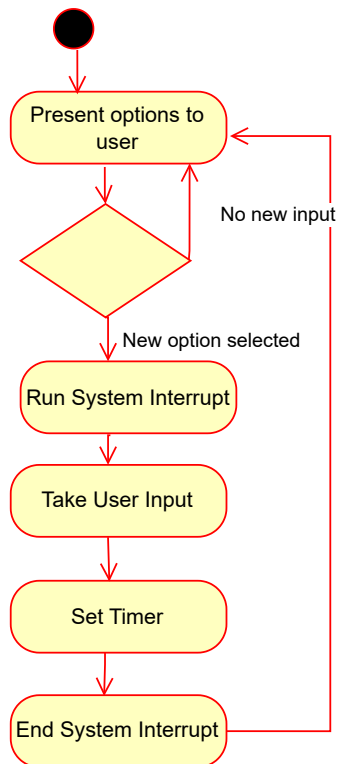 Present options to
user
No new input
New option selected
Run System Interrupt
Take User Input
Set Timer
End System Interrupt